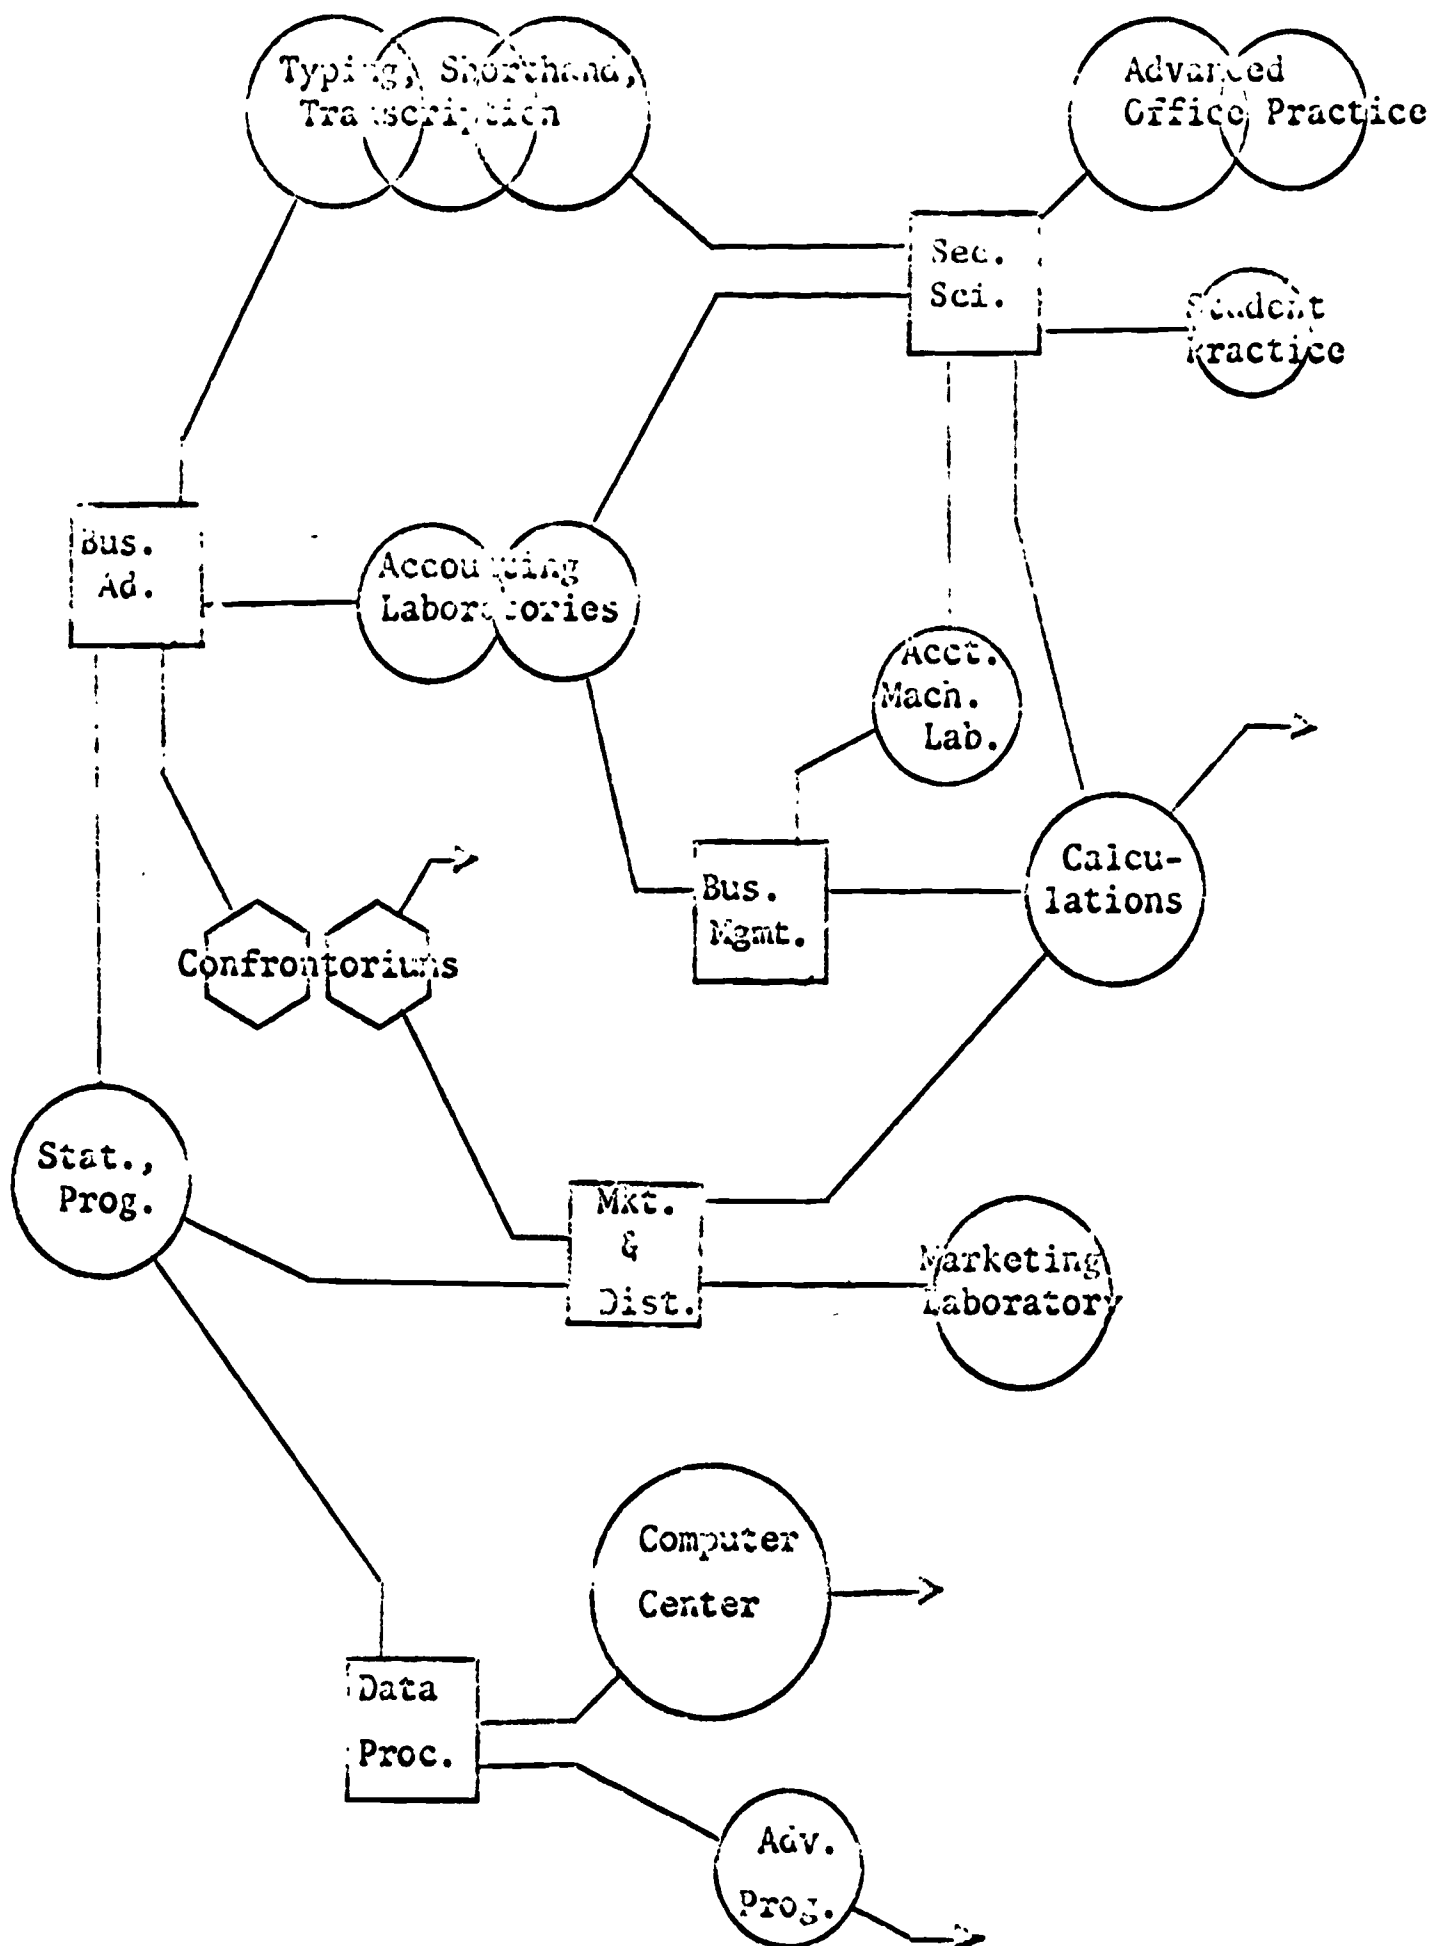 Typing, Shorthand,
Transcription
Advanced
Office Practice
Sec.
Sci.
Student
Practice
Bus.
Ad.
Accounting
Laboratories
Acct.
Mach.
Lab.
Calcu-
lations
Bus.
Mgmt.
Confrontoriums
Stat.,
Prog.
Mkt.
&
Dist.
Marketing
Laboratory
Computer
Center
Data
Proc.
Adv.
Prog.